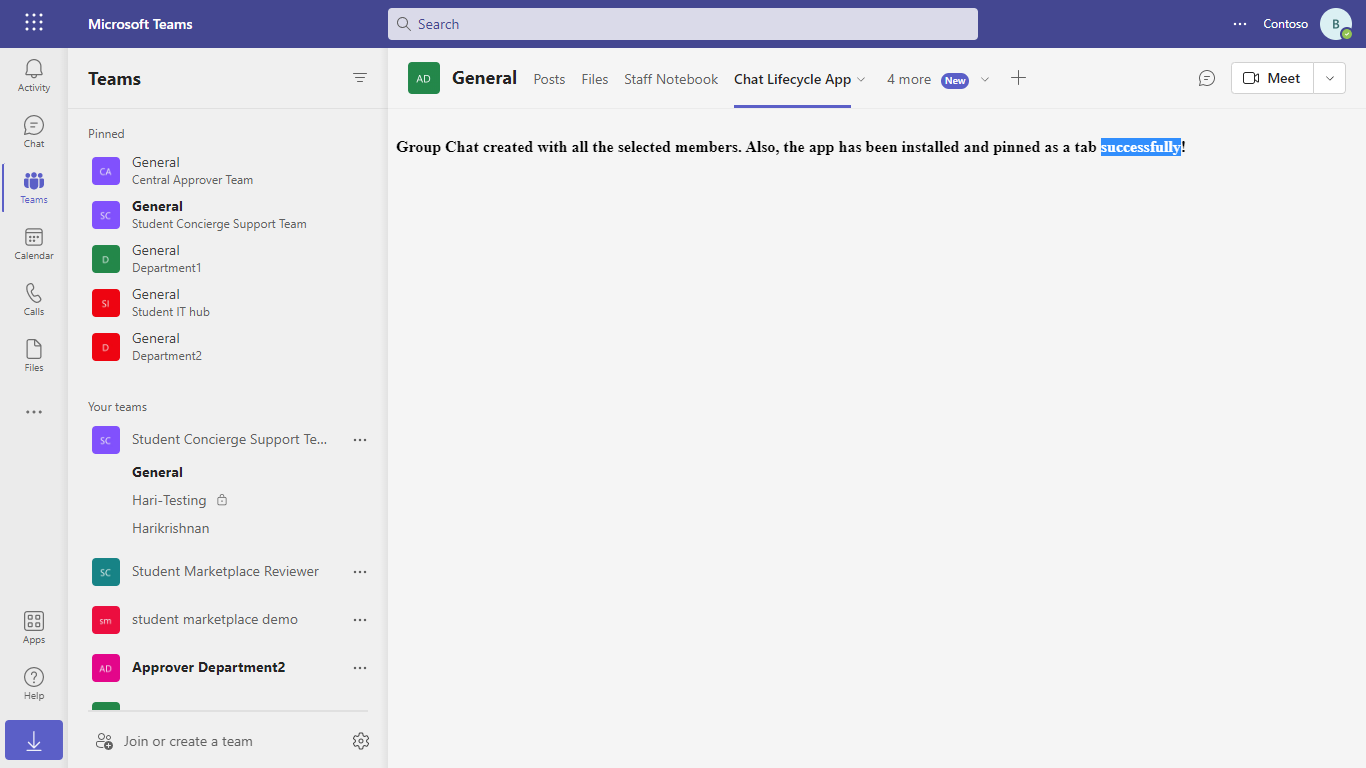 Microsoft Teams
Search
Contoso
B
Activity
Chat
Teams
Calendar
Calls
Files
Apps
Help
Teams
Pinned
CA
General
Central Approver Team
SC
General
Student Concierge Support Team
D
General
Department1
SI
General
Student IT hub
D
General
Department2
Your teams
SC
Student Concierge Support Te...
General
Hari-Testing
Harikrishnan
SC
Student Marketplace Reviewer
sm
student marketplace demo
AD
Approver Department2
Join or create a team
AD
General
Posts
Files
Staff Notebook
Chat Lifecycle App
4 more
New
Meet
Group Chat created with all the selected members. Also, the app has been installed and pinned as a tab successfully!